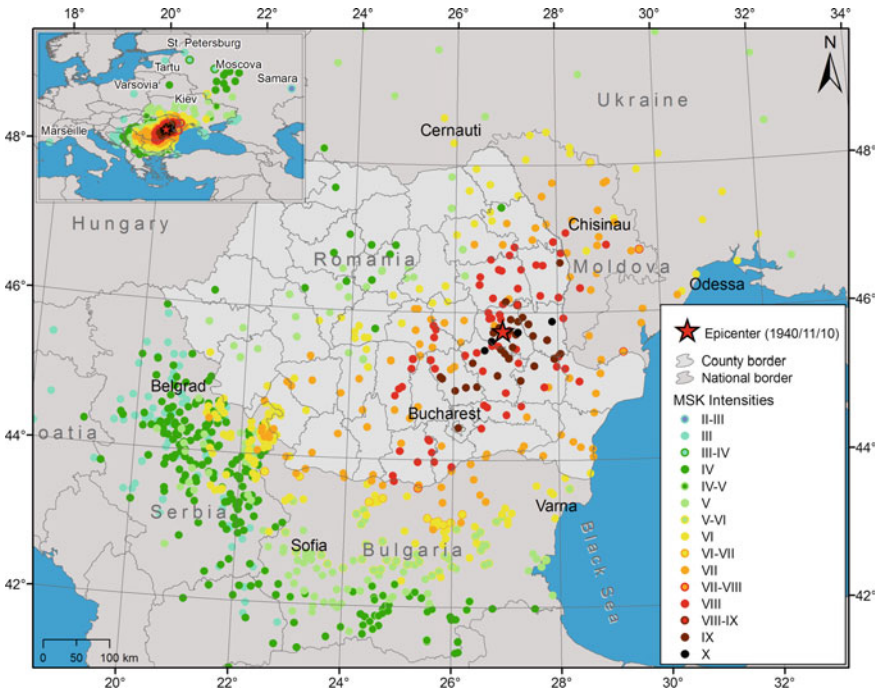 18° 20° 22° 24° 26° 28° 30° 32° 34°
N
St. Petersburg
Tartu
Moscova
Varsovia
Samara
Kiev
Marseille
Ukraine
Cernauti
48° 48°
Hungary
Chisinau
Romania
Moldova
46° 46°
Odessa
Epicenter (1940/11/10)
County border
National border
MSK Intensities
II-III
III
III-IV
IV
IV-V
V
V-VI
VI
VI-VII
VII
VII-VIII
VIII
VIII-IX
IX
X
Belgrad
Bucharest
44° 44°
oatia
Serbia
Varna
Sofia
Bulgaria
Black Sea
42° 42°
0 50 100 km
20° 22° 24° 26° 28° 30° 32°